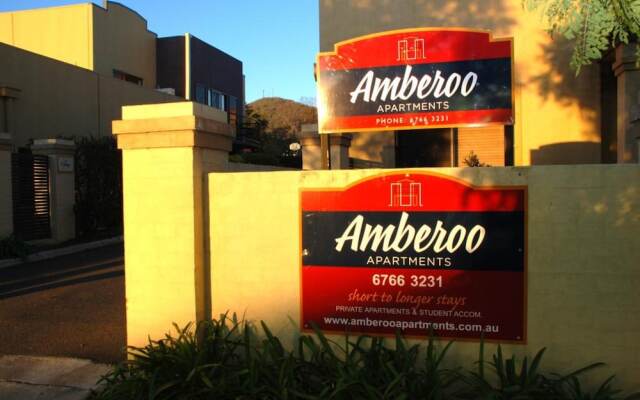 Amberoo
APARTMENTS
PHONE: 6766 3231
Amberoo
APARTMENTS
6766 3231
short to longer stays
PRIVATE APARTMENTS & STUDENT ACCOM.
www.amberooapartments.com.au